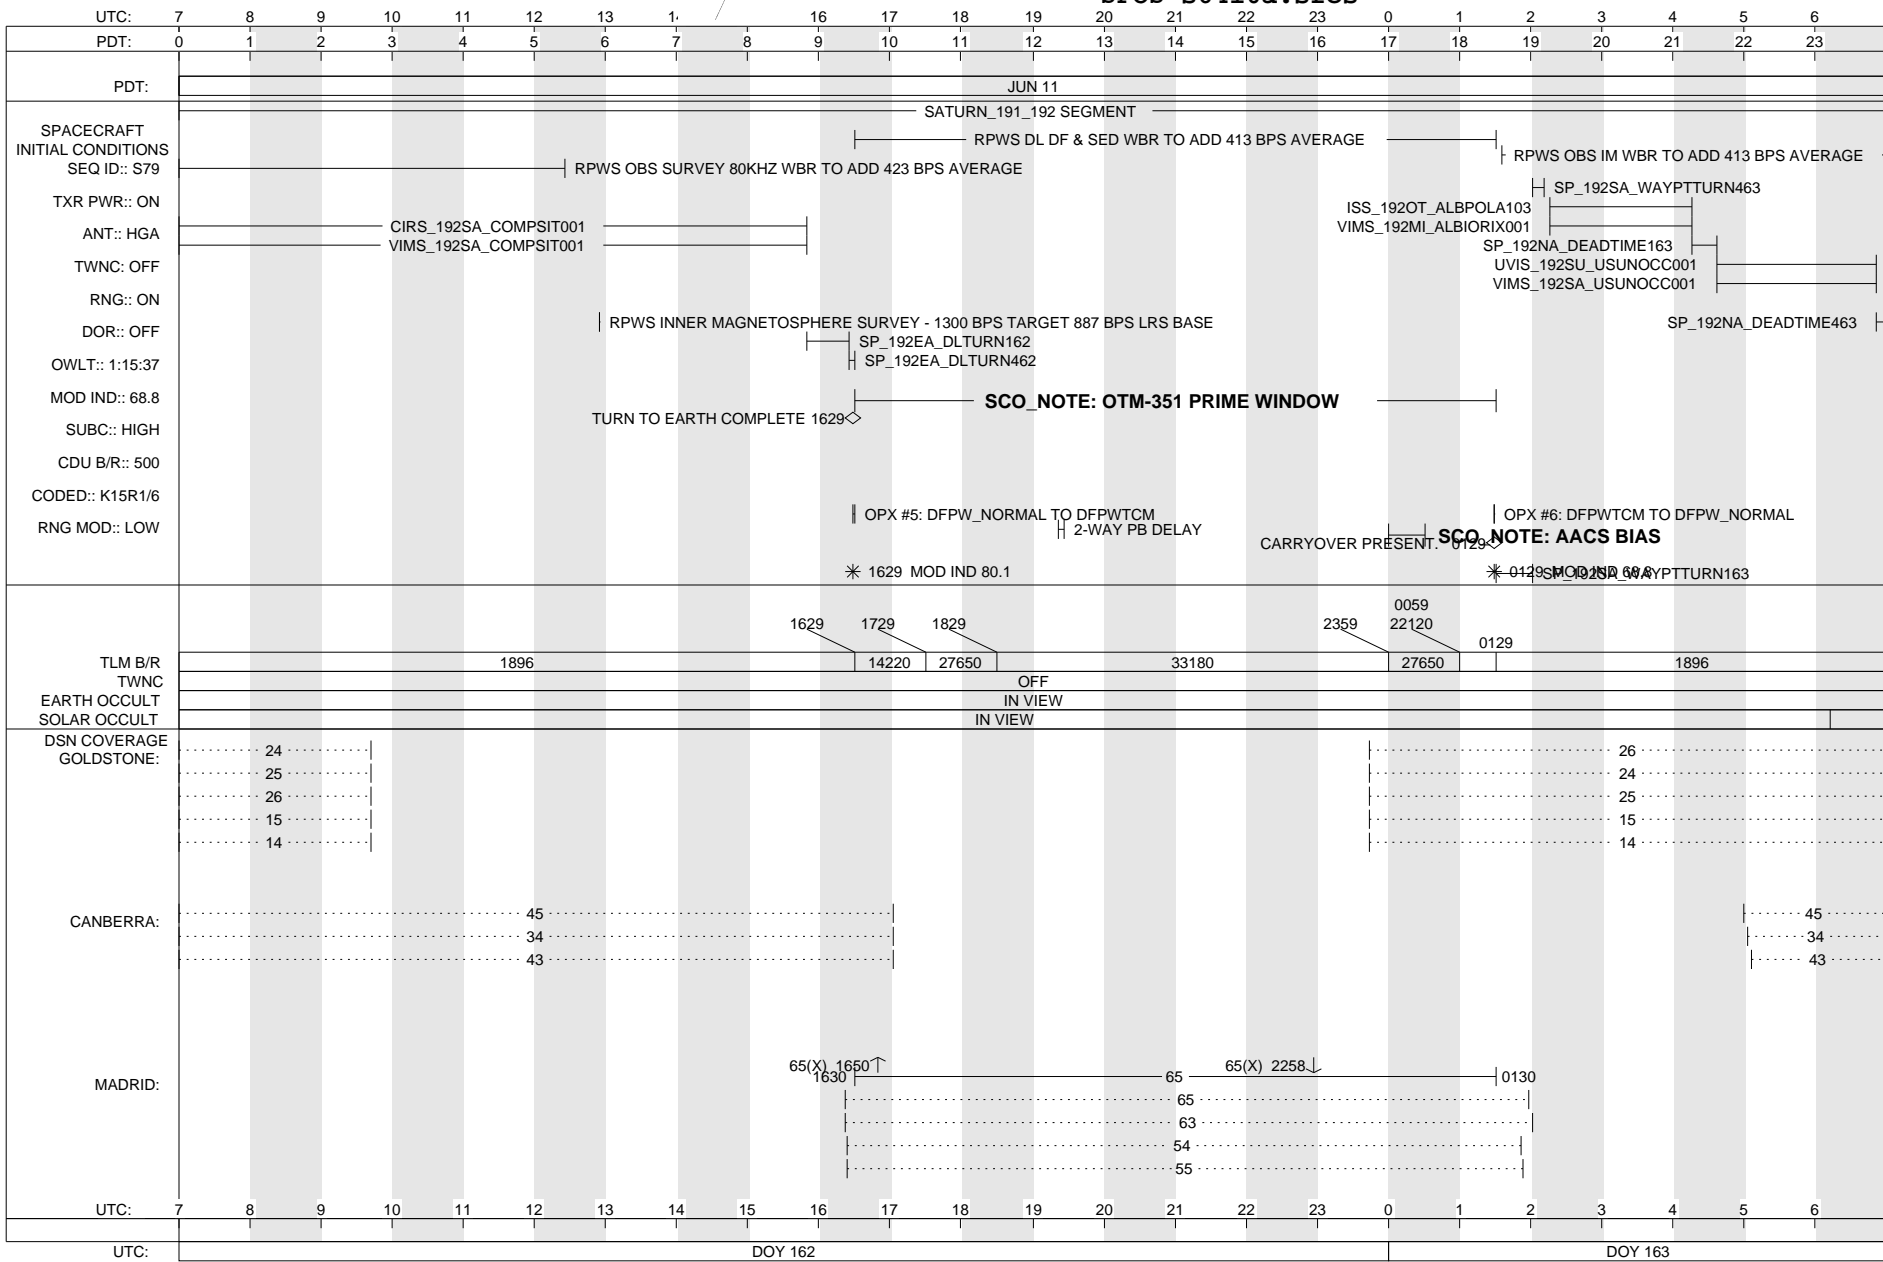 UTC: 7 8 9 10 11 12 13 16 17 18 19 20 21 22 23 0 1 2 3 4 5 6
PDT: 0 1 2 3 4 5 6 7 8 9 10 11 12 13 14 15 16 17 18 19 20 21 22 23
PDT: JUN 11
SATURN_191_192 SEGMENT
SPACECRAFT
INITIAL CONDITIONS
RPWS DL DF & SED WBR TO ADD 413 BPS AVERAGE
RPWS OBS IM WBR TO ADD 413 BPS AVERAGE
SEQ ID:: S79
RPWS OBS SURVEY 80KHZ WBR TO ADD 423 BPS AVERAGE
SP_192SA_WAYPTTURN463
TXR PWR:: ON
ISS_192OT_ALBPOLA103
CIRS_192SA_COMPSIT001
VIMS_192MI_ALBIORIX001
ANT:: HGA
VIMS_192SA_COMPSIT001
SP_192NA_DEADTIME163
TWNC: OFF
UVIS_192SU_USUNOCC001
VIMS_192SA_USUNOCC001
RNG:: ON
RPWS INNER MAGNETOSPHERE SURVEY - 1300 BPS TARGET 887 BPS LRS BASE
SP_192NA_DEADTIME463
DOR:: OFF
SP_192EA_DLTURN162
SP_192EA_DLTURN462
OWLT:: 1:15:37
MOD IND:: 68.8
SCO_NOTE: OTM-351 PRIME WINDOW
TURN TO EARTH COMPLETE 1629
SUBC:: HIGH
CDU B/R:: 500
CODED:: K15R1/6
OPX #5: DFPW_NORMAL TO DFPWTCM
OPX #6: DFPWTCM TO DFPW_NORMAL
RNG MOD:: LOW
2-WAY PB DELAY
SCO_NOTE: AACS BIAS
CARRYOVER PRESENT. 0129
1629 MOD IND 80.1
0129 MOD IND 68.8
SP_192SA_WAYPTTURN163
0059
1629 1729 1829 2359 22120
0129
TLM B/R 1896 14220 27650 33180 27650 1896
TWNC OFF
EARTH OCCULT IN VIEW
SOLAR OCCULT IN VIEW
DSN COVERAGE
GOLDSTONE:
24 26
25 24
26 25
15 15
14 14
CANBERRA:
45 45
34 34
43 43
MADRID:
65(X) 1650 65(X) 2258
1630 65 0130
65
63
54
55
UTC: 7 8 9 10 11 12 13 14 15 16 17 18 19 20 21 22 23 0 1 2 3 4 5 6
UTC: DOY 162 DOY 163